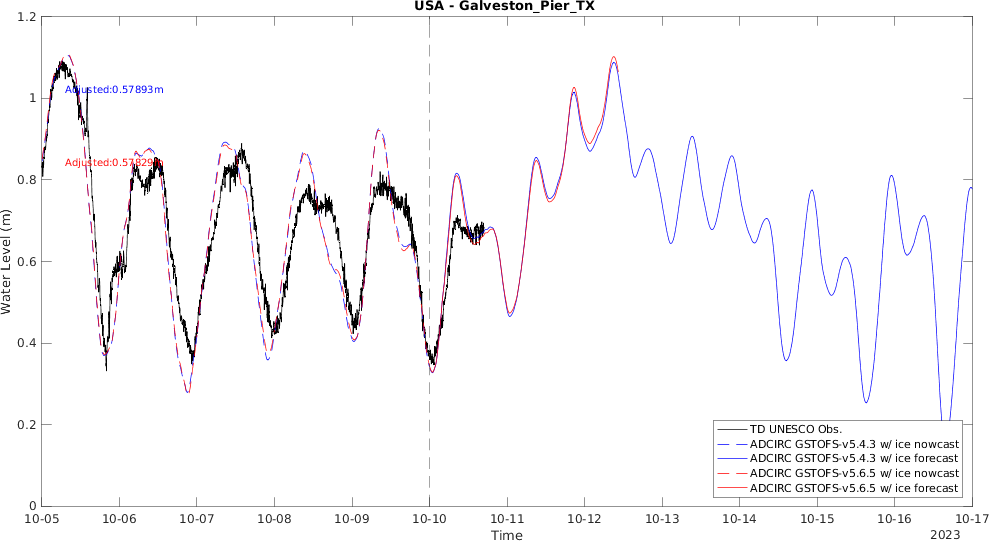 USA - Galveston_Pier_TX
1.2
1
0.8
0.6
0.4
0.2
0
Water Level (m)
Adjusted:0.57893m
Adjusted:0.57829m
TD UNESCO Obs.
ADCIRC GSTOFS-v5.4.3 w/ ice nowcast
ADCIRC GSTOFS-v5.4.3 w/ ice forecast
ADCIRC GSTOFS-v5.6.5 w/ ice nowcast
ADCIRC GSTOFS-v5.6.5 w/ ice forecast
10-05 10-06 10-07 10-08 10-09 10-10 10-11 10-12 10-13 10-14 10-15 10-16 10-17
Time
2023